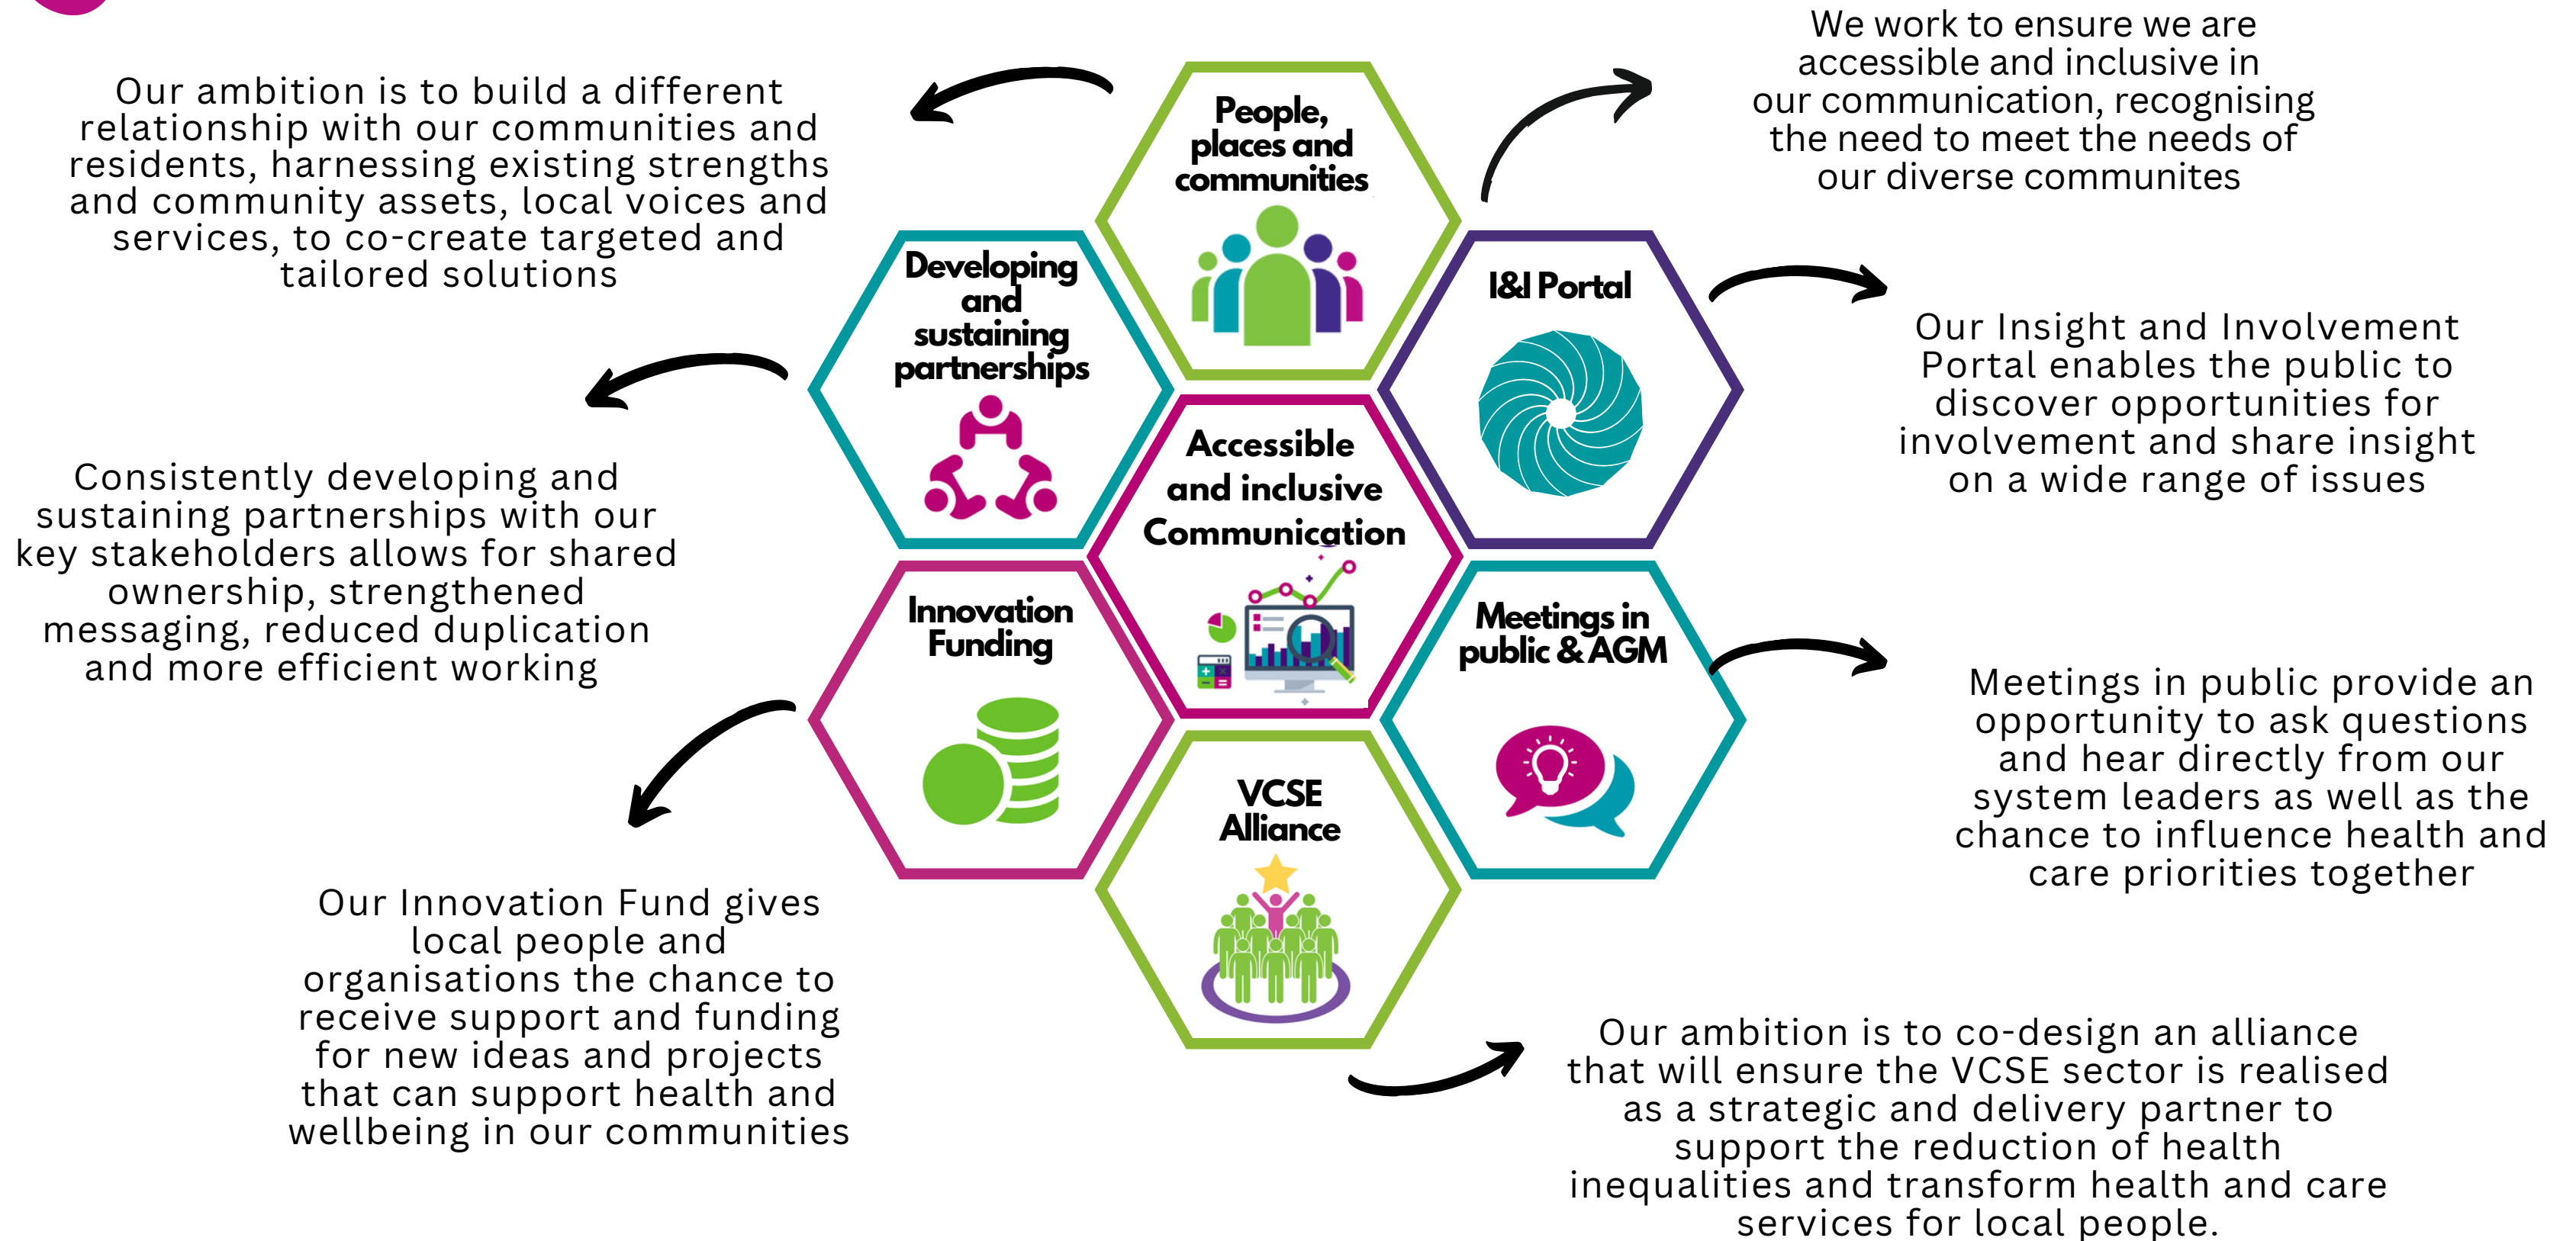 Our ambition is to build a different
relationship with our communities and
residents, harnessing existing strengths
and community assets, local voices and
services, to co-create targeted and
tailored solutions
People,
places and
communities
We work to ensure we are
accessible and inclusive in
our communication, recognising
the need to meet the needs of
our diverse communites
Developing
and
sustaining
partnerships
I&I Portal
Our Insight and Involvement
Portal enables the public to
discover opportunities for
involvement and share insight
on a wide range of issues
Consistently developing and
sustaining partnerships with our
key stakeholders allows for shared
ownership, strengthened
messaging, reduced duplication
and more efficient working
Accessible
and inclusive
Communication
Innovation
Funding
Meetings in
public & AGM
Meetings in public provide an
opportunity to ask questions
and hear directly from our
system leaders as well as the
chance to influence health and
care priorities together
VCSE
Alliance
Our Innovation Fund gives
local people and
organisations the chance to
receive support and funding
for new ideas and projects
that can support health and
wellbeing in our communities
Our ambition is to co-design an alliance
that will ensure the VCSE sector is realised
as a strategic and delivery partner to
support the reduction of health
inequalities and transform health and care
services for local people.